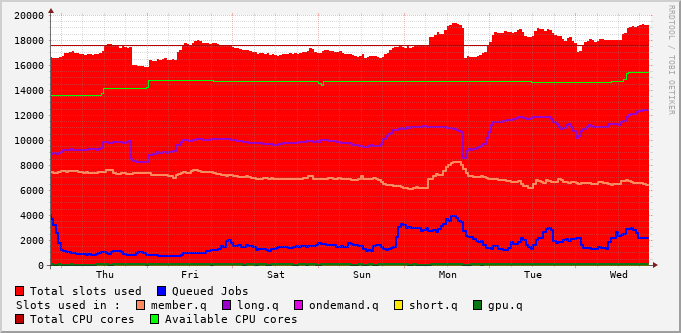 20000
18000
16000
14000
12000
10000
8000
6000
4000
2000
0
Thu Fri Sat Sun Mon Tue Wed
RRDTOOL / TOBI OETIKER
Total slots used Queued Jobs
Slots used in : member.q long.q ondemand.q short.q gpu.q
Total CPU cores Available CPU cores